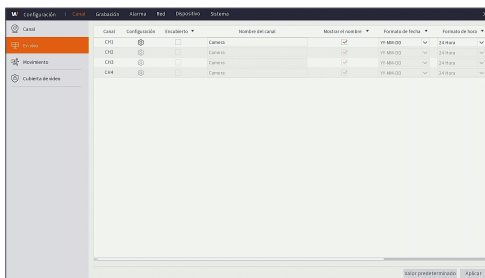 W Configuración Canal Grabación Alarma Red Dispositivo Sistema
Canal
En vivo
Movimiento
Cubierta de video
Canal Configuración Encubierto Nombre del canal Mostrar el nombre Formato de fecha Formato de hora
CH1 Camera YY-MM-DD 24 Hora
CH2 Camera YY-MM-DD 24 Hora
CH3 Camera YY-MM-DD 24 Hora
CH4 Camera YY-MM-DD 24 Hora
Valor predeterminado Aplicar